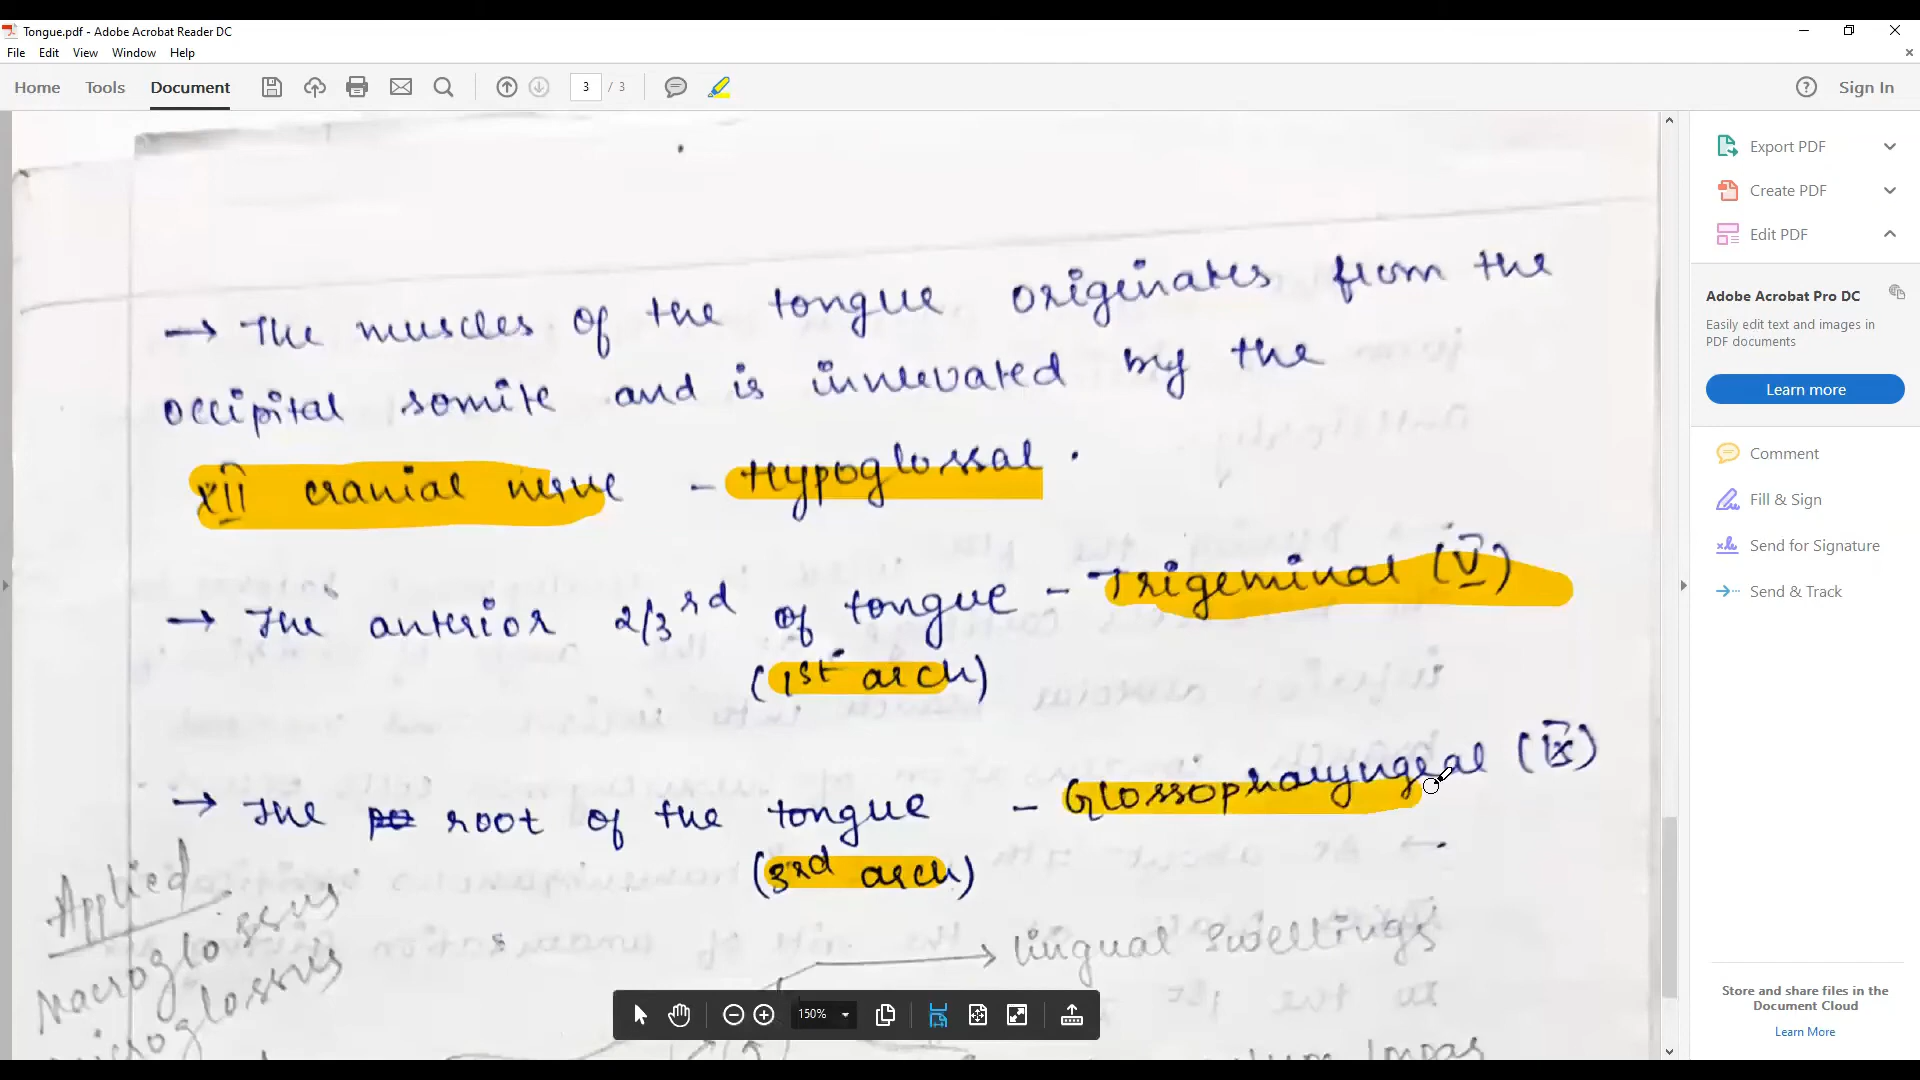 Tongue.pdf - Adobe Acrobat Reader DC
File Edit View Window Help
Home Tools Document 3 / 3 Sign In
→ The muscles of the tongue originates from the
occipital somite and is innervated by the
XII cranial nerve - Hypoglossal .
→ The anterior 2/3rd of tongue - Trigeminal (V)
(1st arch)
→ The root of the tongue - Glossopharyngeal (IX)
(3rd arch)
Applied
Macroglossus
Microglossus
→ lingual swellings
Impar
150%
Export PDF
Create PDF
Edit PDF
Adobe Acrobat Pro DC
Easily edit text and images in
PDF documents
Learn more
Comment
Fill & Sign
Send for Signature
Send & Track
Store and share files in the
Document Cloud
Learn More